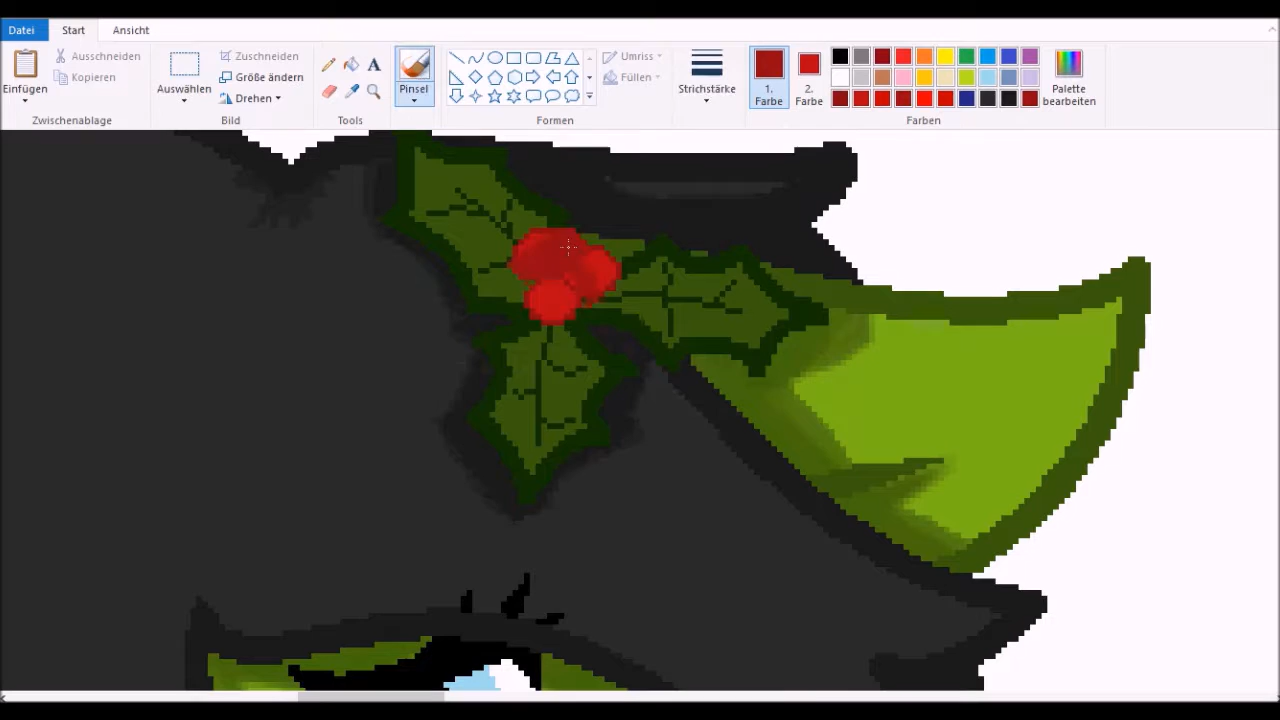 Datei Start Ansicht
Einfügen
Ausschneiden
Kopieren
Zwischenablage
Auswählen
Zuschneiden
Größe ändern
Drehen
Bild
A
Tools
Pinsel
Umriss
Füllen
Formen
Strichstärke
1.
Farbe
2.
Farbe
Palette
bearbeiten
Farben